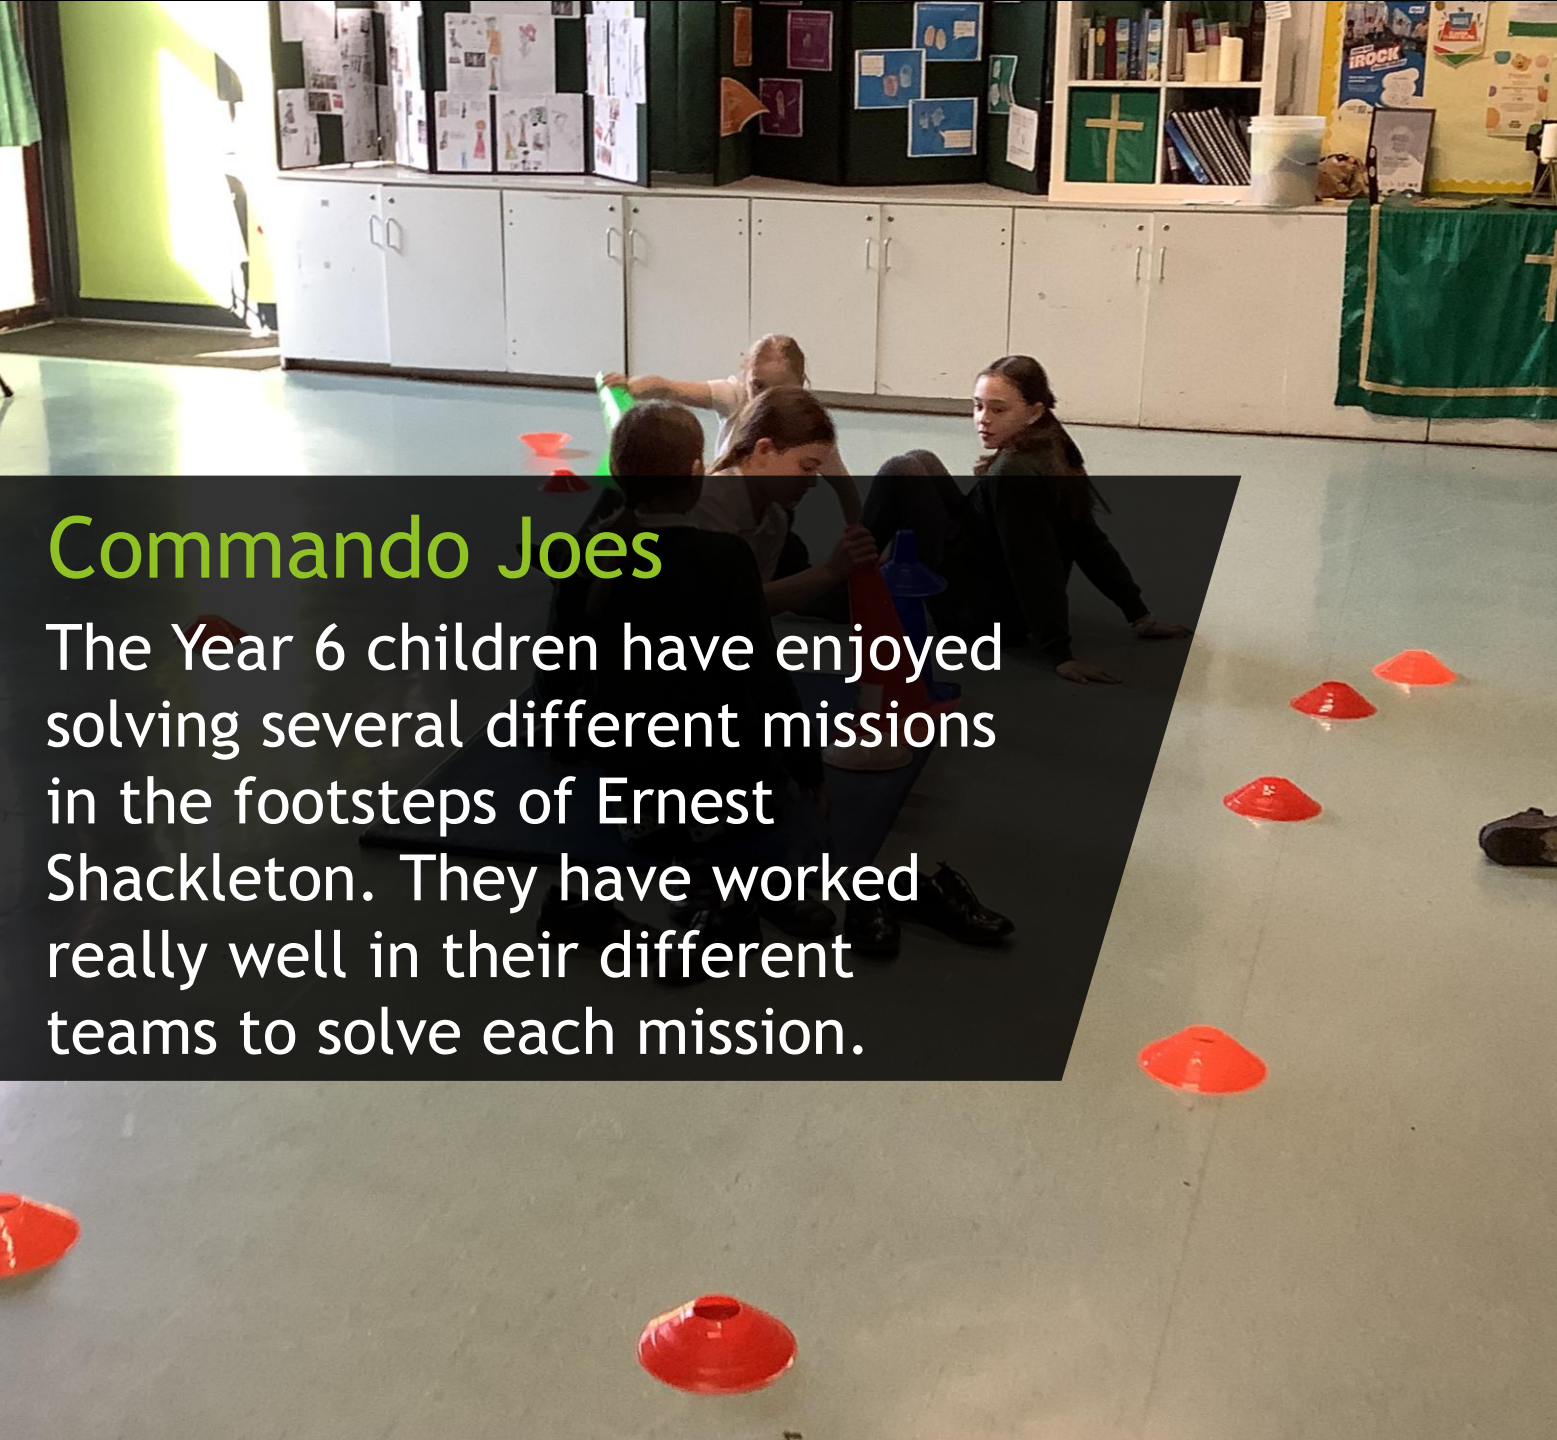 iROCK
Commando Joes
The Year 6 children have enjoyed
solving several different missions
in the footsteps of Ernest
Shackleton. They have worked
really well in their different
teams to solve each mission.